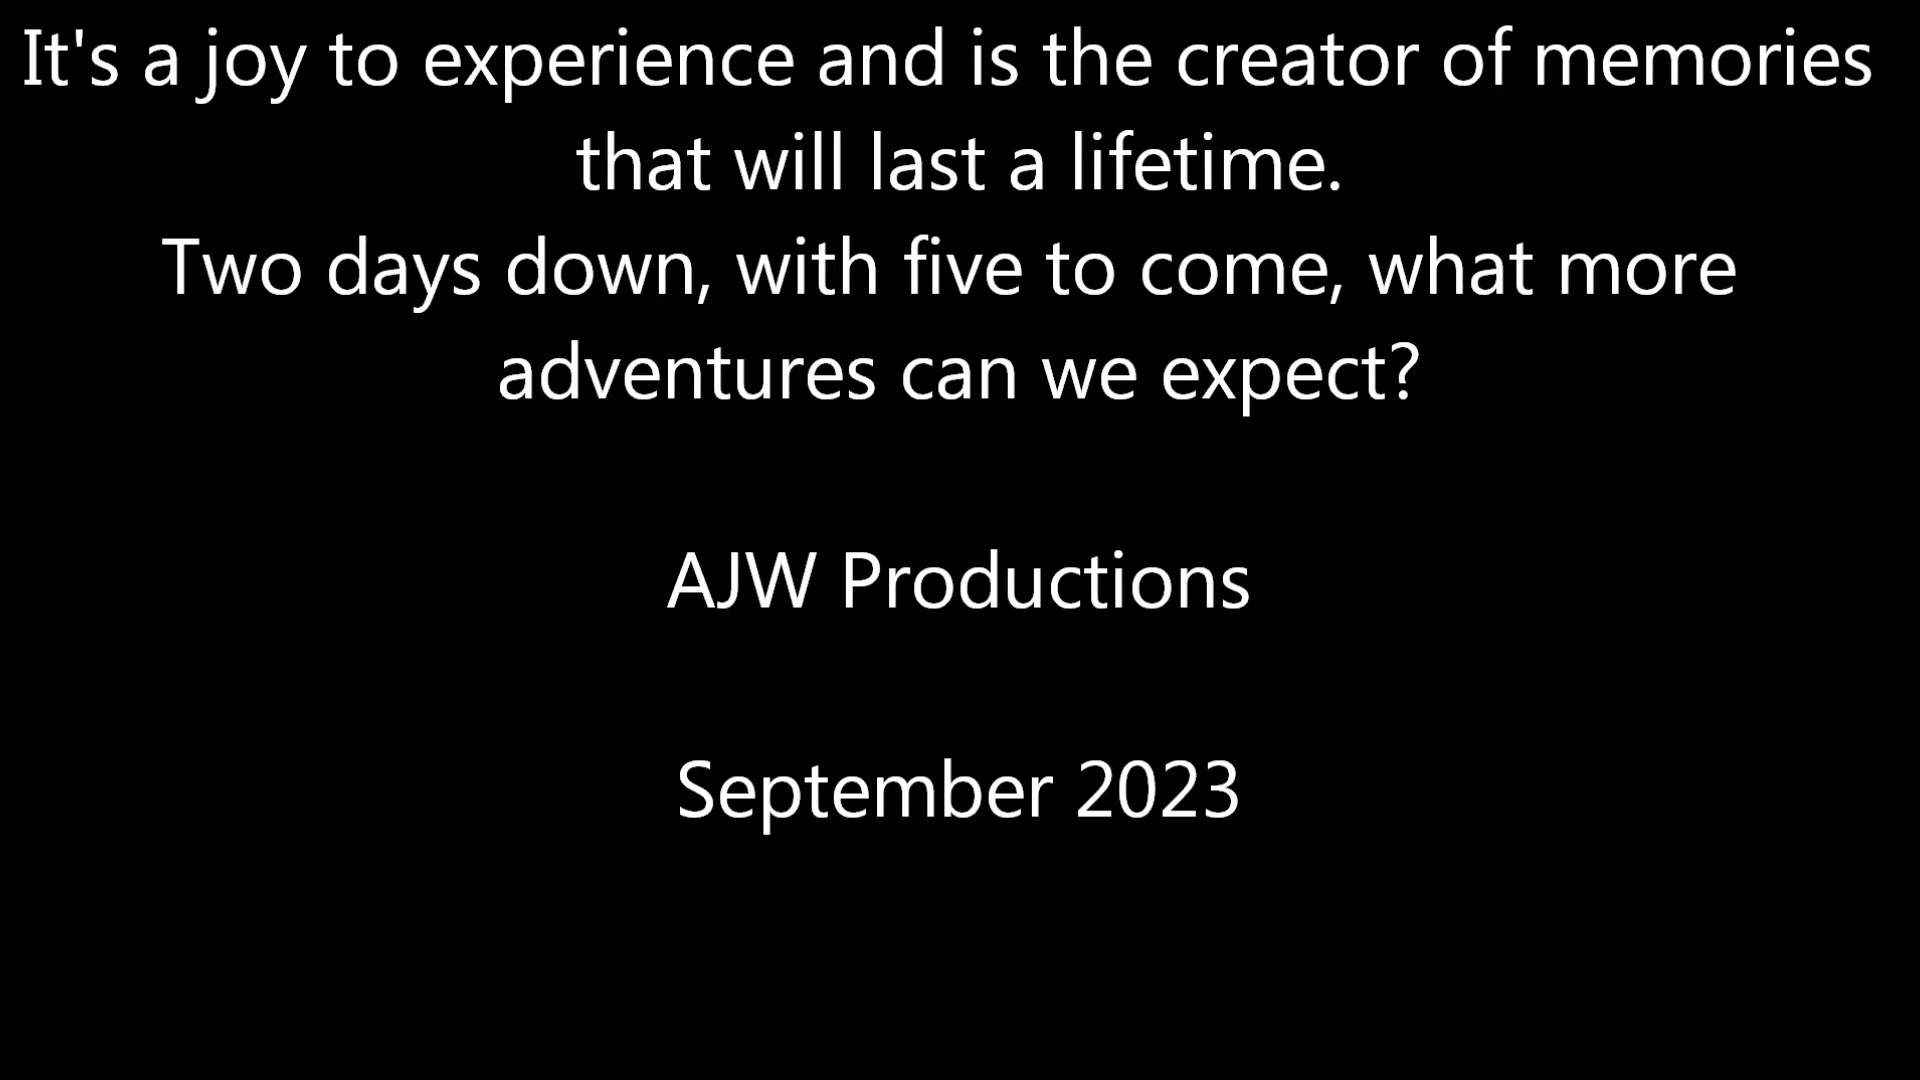 It's a joy to experience and is the creator of memories
that will last a lifetime.
Two days down, with five to come, what more
adventures can we expect?
AJW Productions
September 2023